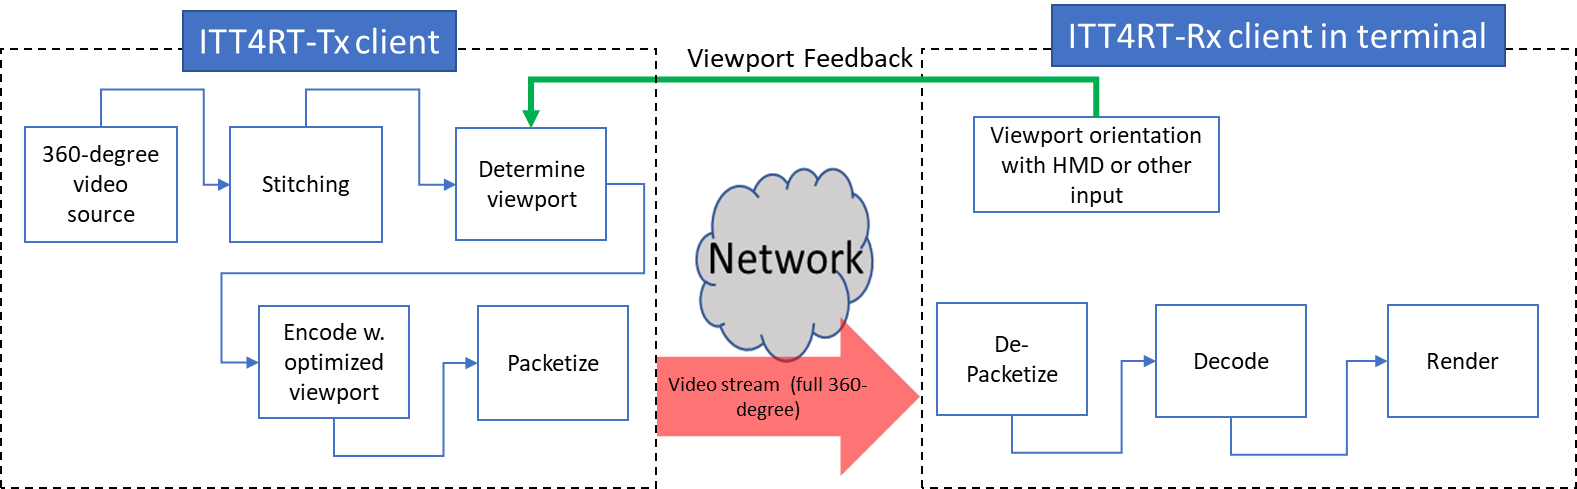 ITT4RT-Tx client
ITT4RT-Rx client in terminal
Viewport Feedback
360-degree
video
source
Stitching
Determine
viewport
Viewport orientation
with HMD or other
input
Network
Encode w.
optimized
viewport
Packetize
Video stream (full 360-
degree)
De-
Packetize
Decode
Render